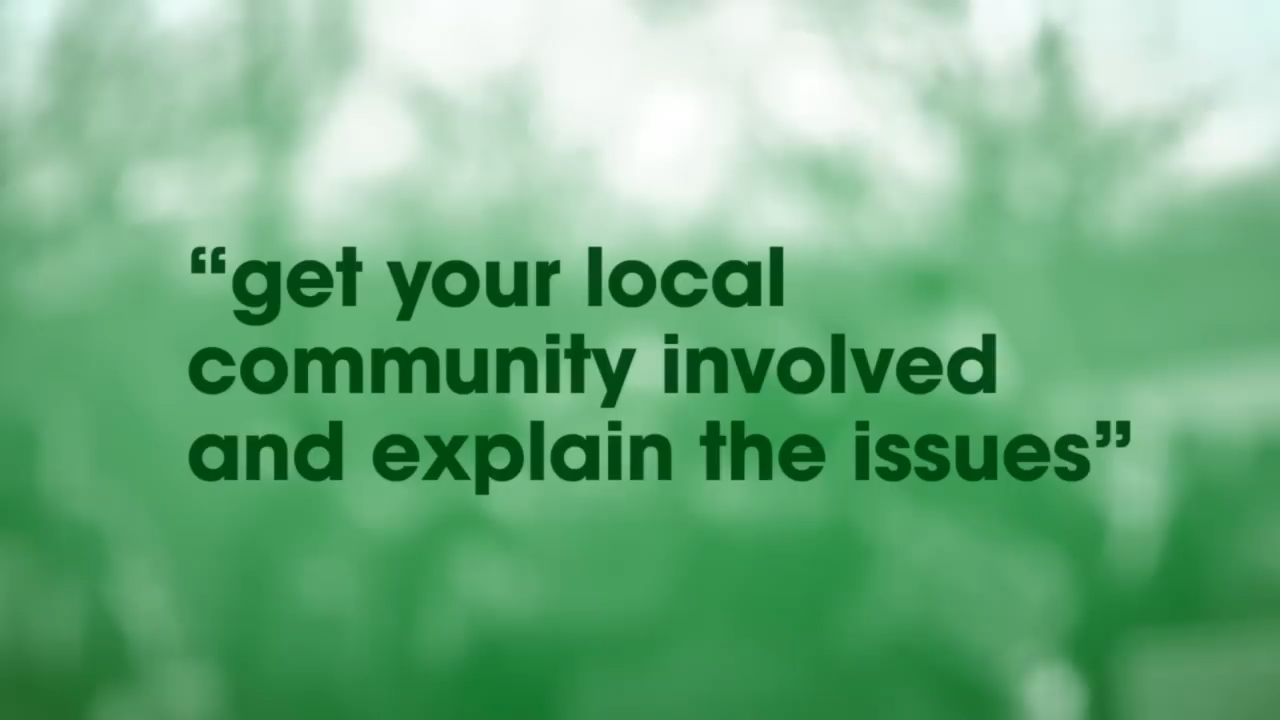 “get your local
community involved
and explain the issues”